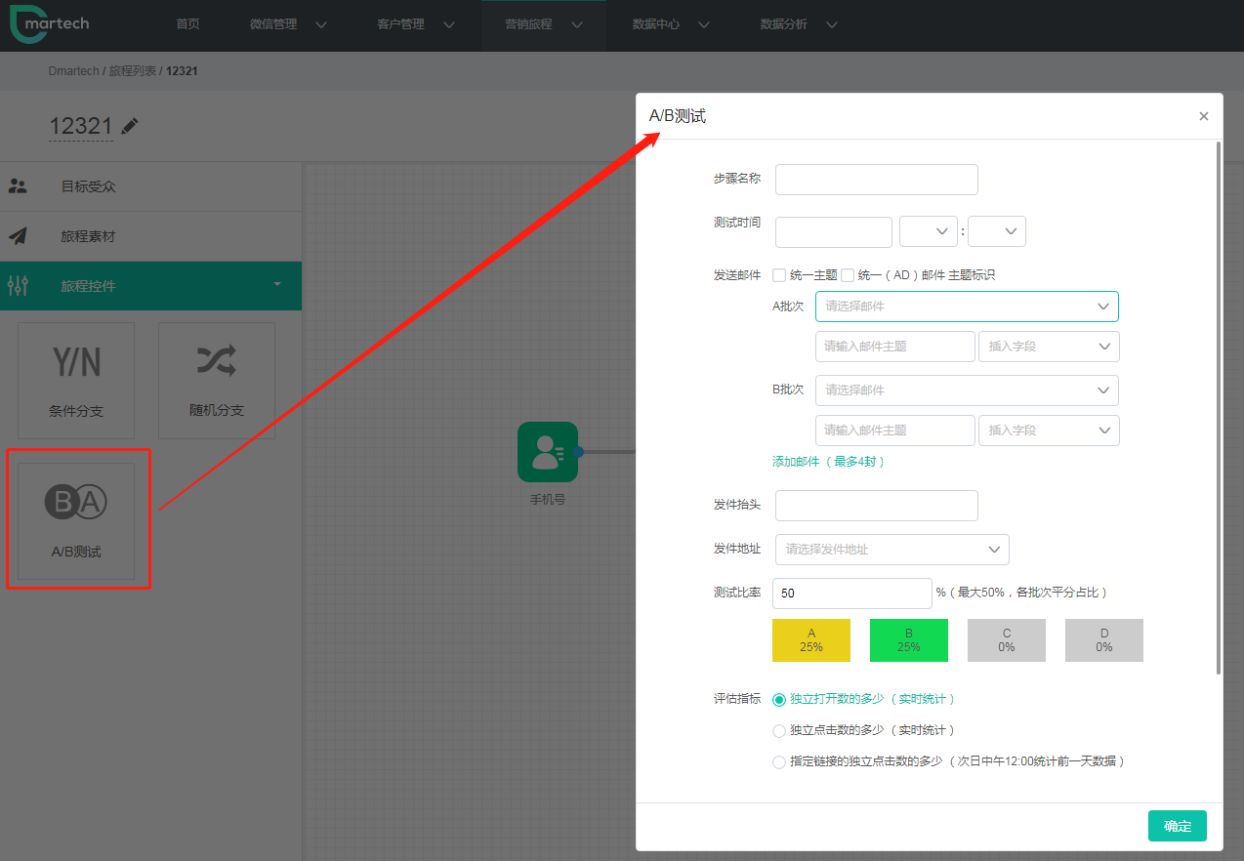 Dmartech
首页
微信管理
客户管理
营销旅程
数据中心
数据分析
Dmartech / 旅程列表 / 12321
12321
目标受众
旅程素材
旅程控件
Y/N
条件分支
随机分支
BA
A/B测试
手机号
A/B测试
×
步骤名称
测试时间
:
发送邮件 统一主题 统一（AD）邮件 主题标识
A批次 请选择邮件
请输入邮件主题 插入字段
B批次 请选择邮件
请输入邮件主题 插入字段
添加邮件（最多4封）
发件抬头
发件地址 请选择发件地址
测试比率 50 %（最大50%，各批次平分占比）
A B C D
25% 25% 0% 0%
评估指标 独立打开数的多少（实时统计）
独立点击数的多少（实时统计）
指定链接的独立点击数的多少（次日中午12:00统计前一天数据）
确定